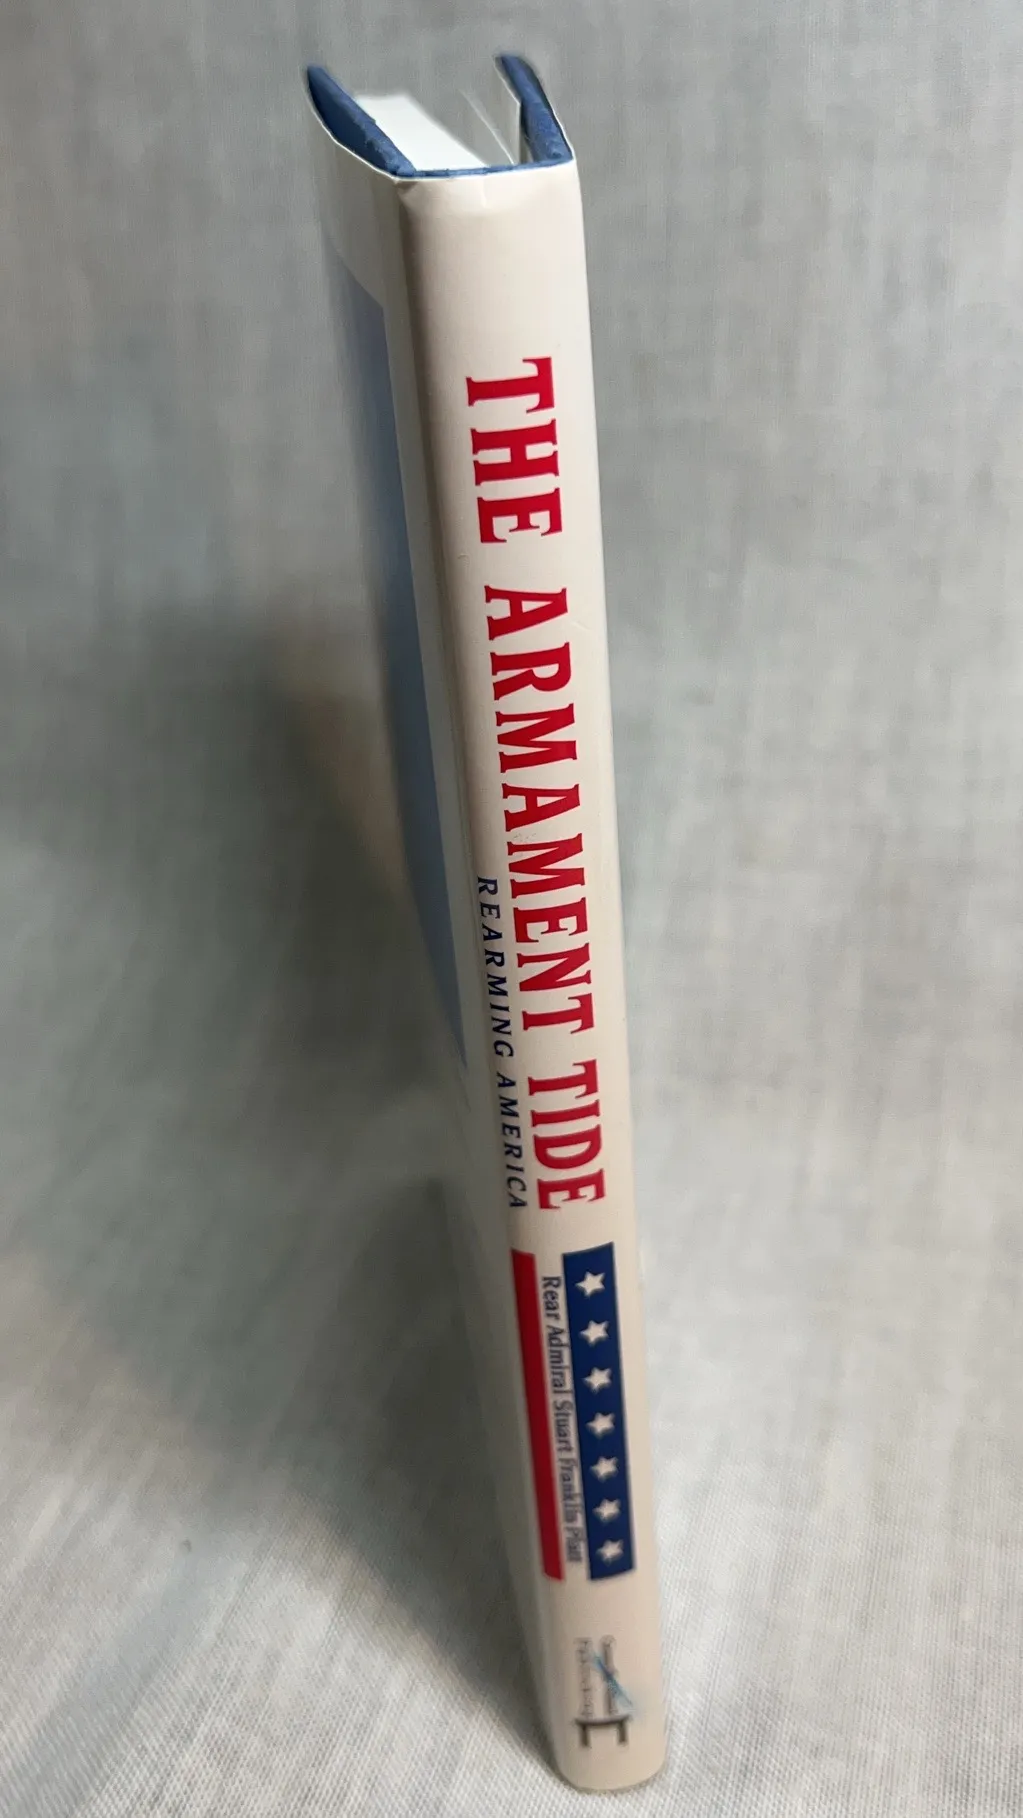 THE ARMAMENT TIDE
REARMING AMERICA
Rear Admiral Stuart Franklin Platt